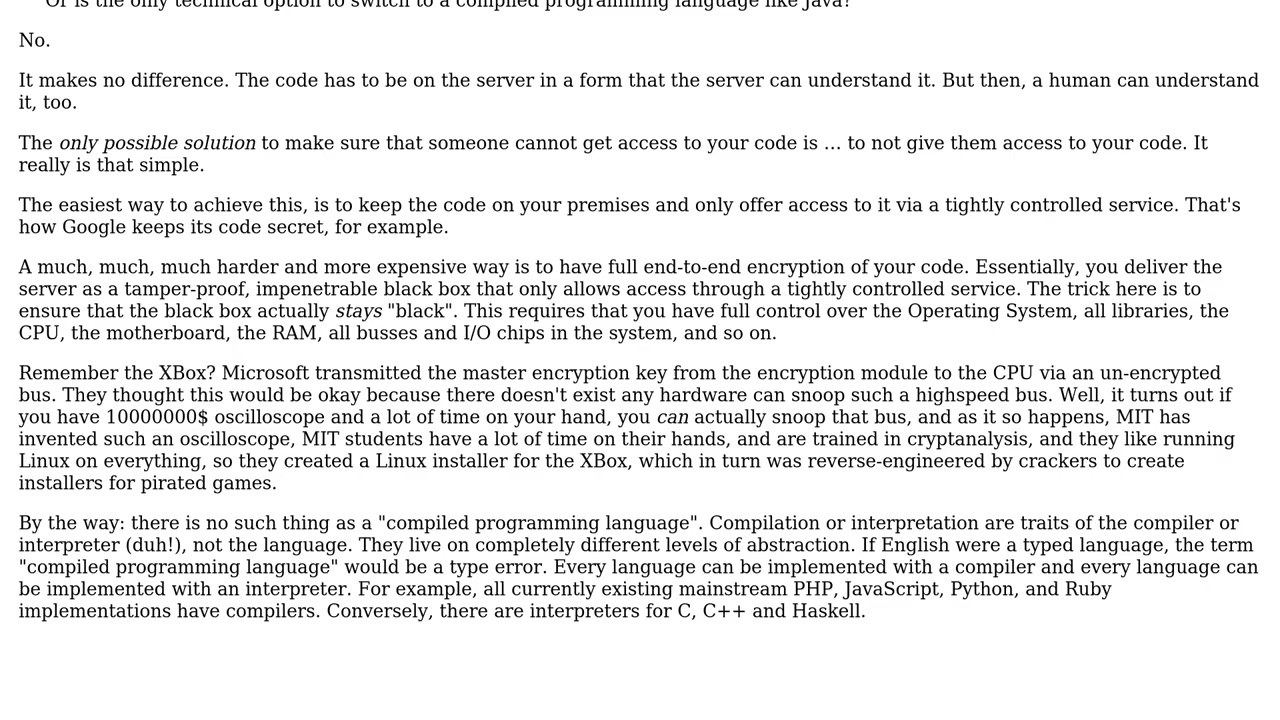 Or is the only technical option to switch to a compiled programming language like Java?
No.
It makes no difference. The code has to be on the server in a form that the server can understand it. But then, a human can understand
it, too.
The only possible solution to make sure that someone cannot get access to your code is … to not give them access to your code. It
really is that simple.
The easiest way to achieve this, is to keep the code on your premises and only offer access to it via a tightly controlled service. That's
how Google keeps its code secret, for example.
A much, much, much harder and more expensive way is to have full end-to-end encryption of your code. Essentially, you deliver the
server as a tamper-proof, impenetrable black box that only allows access through a tightly controlled service. The trick here is to
ensure that the black box actually stays "black". This requires that you have full control over the Operating System, all libraries, the
CPU, the motherboard, the RAM, all busses and I/O chips in the system, and so on.
Remember the XBox? Microsoft transmitted the master encryption key from the encryption module to the CPU via an un-encrypted
bus. They thought this would be okay because there doesn't exist any hardware can snoop such a highspeed bus. Well, it turns out if
you have 10000000$ oscilloscope and a lot of time on your hand, you can actually snoop that bus, and as it so happens, MIT has
invented such an oscilloscope, MIT students have a lot of time on their hands, and are trained in cryptanalysis, and they like running
Linux on everything, so they created a Linux installer for the XBox, which in turn was reverse-engineered by crackers to create
installers for pirated games.
By the way: there is no such thing as a "compiled programming language". Compilation or interpretation are traits of the compiler or
interpreter (duh!), not the language. They live on completely different levels of abstraction. If English were a typed language, the term
"compiled programming language" would be a type error. Every language can be implemented with a compiler and every language can
be implemented with an interpreter. For example, all currently existing mainstream PHP, JavaScript, Python, and Ruby
implementations have compilers. Conversely, there are interpreters for C, C++ and Haskell.